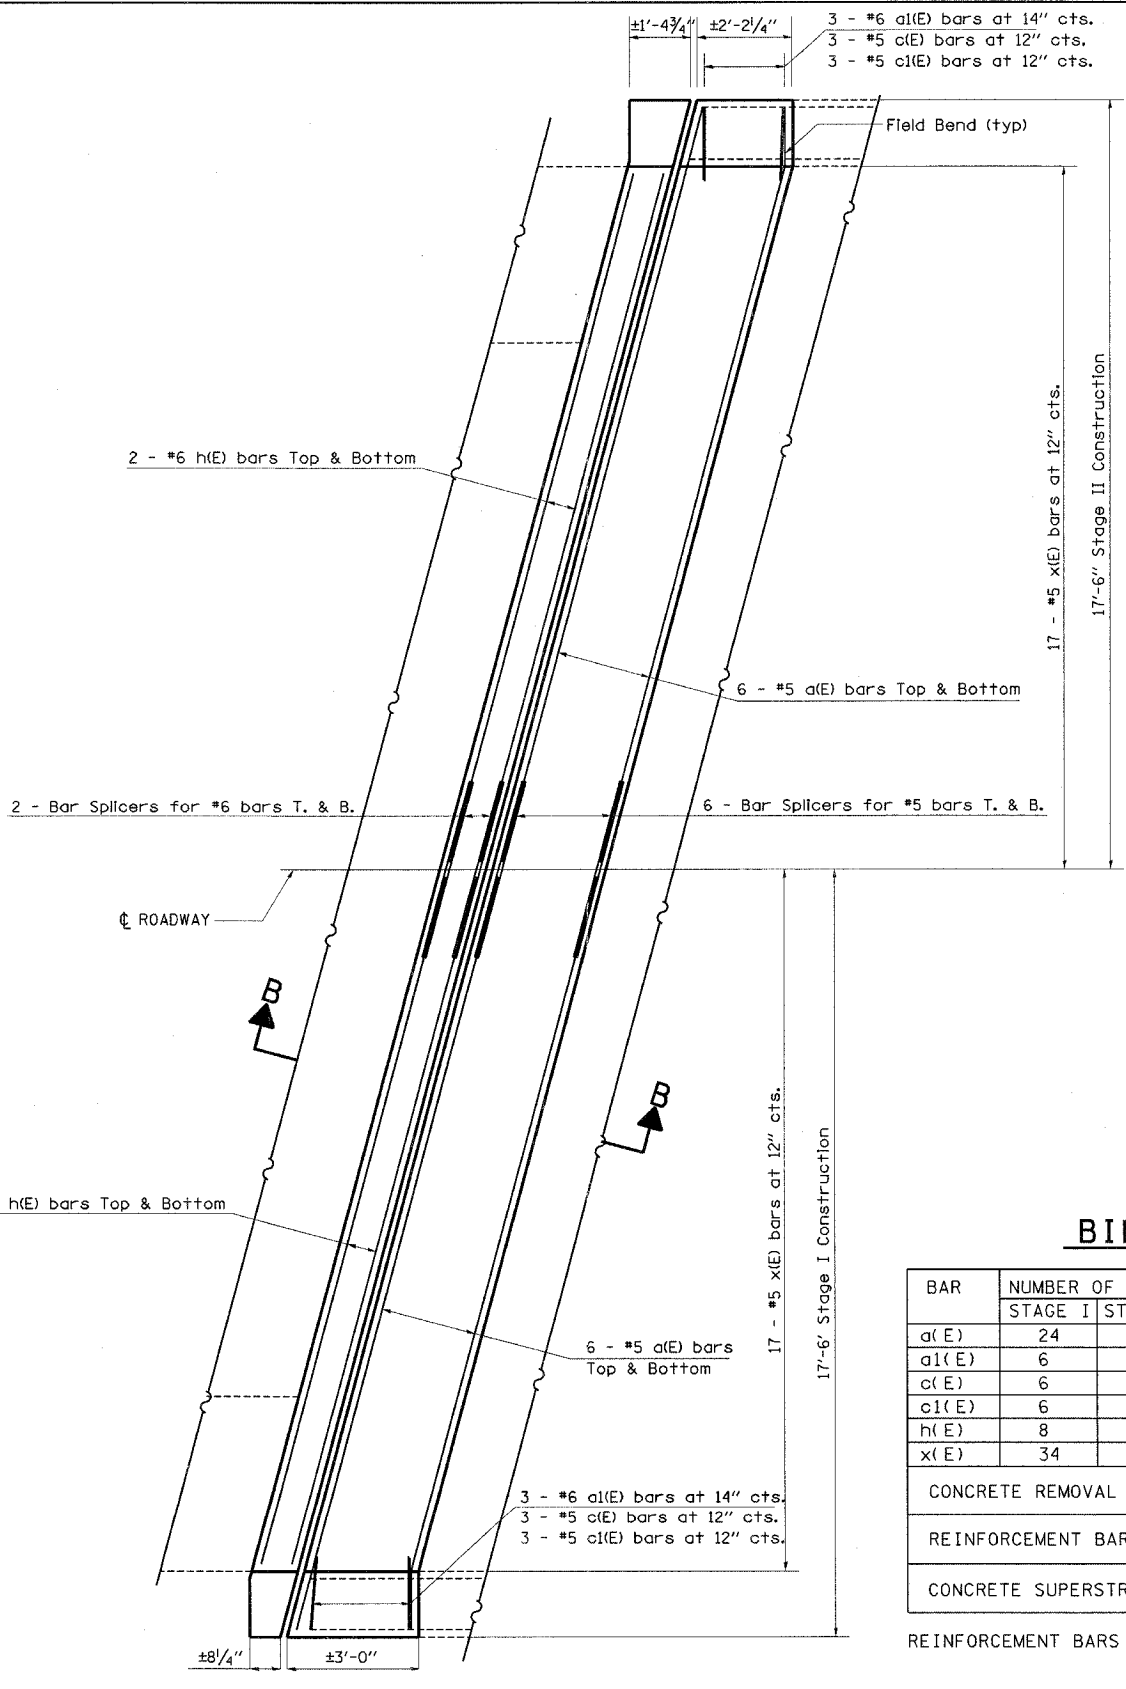 ±1'-4¾" ±2'-2¼"
3 - #6 a1(E) bars at 14" cts.
3 - #5 c(E) bars at 12" cts.
3 - #5 c1(E) bars at 12" cts.
Field Bend (typ)
2 - #6 h(E) bars Top & Bottom
17 - #5 x(E) bars at 12" cts.
17'-6" Stage II Construction
6 - #5 a(E) bars Top & Bottom
2 - Bar Splicers for #6 bars T. & B.
6 - Bar Splicers for #5 bars T. & B.
℄ ROADWAY
B
B
17 - #5 x(E) bars at 12" cts.
17'-6' Stage I Construction
h(E) bars Top & Bottom
6 - #5 a(E) bars
Top & Bottom
3 - #6 a1(E) bars at 14" cts.
3 - #5 c(E) bars at 12" cts.
3 - #5 c1(E) bars at 12" cts.
±8¼" ±3'-0"
BAR NUMBER OF
STAGE I ST
a(E) 24
a1(E) 6
c(E) 6
c1(E) 6
h(E) 8
x(E) 34
CONCRETE REMOVAL
REINFORCEMENT BAR
CONCRETE SUPERSTR
REINFORCEMENT BARS